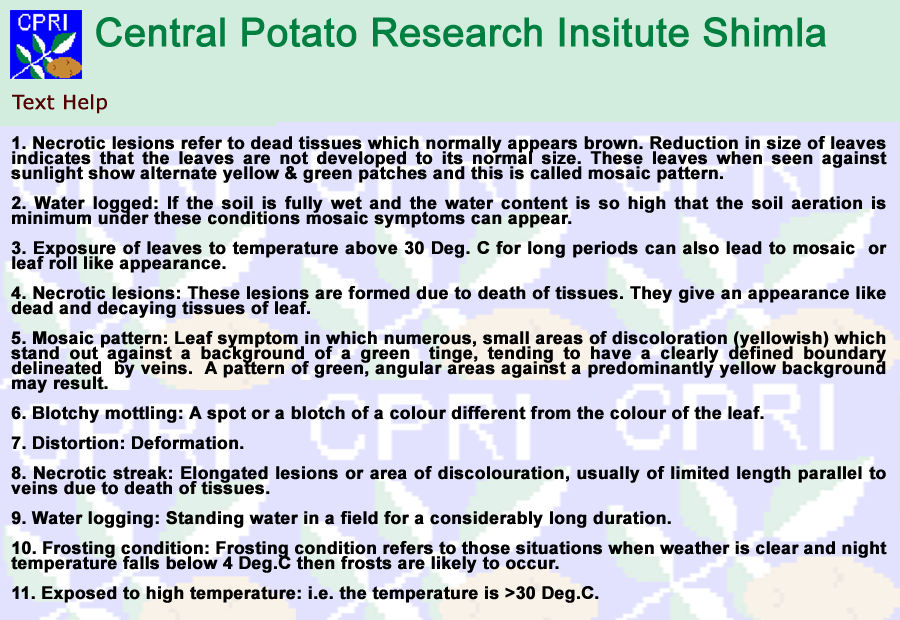 CPRI
Central Potato Research Insitute Shimla
Text Help
1. Necrotic lesions refer to dead tissues which normally appears brown. Reduction in size of leaves
indicates that the leaves are not developed to its normal size. These leaves when seen against
sunlight show alternate yellow & green patches and this is called mosaic pattern.
2. Water logged: If the soil is fully wet and the water content is so high that the soil aeration is
minimum under these conditions mosaic symptoms can appear.
3. Exposure of leaves to temperature above 30 Deg. C for long periods can also lead to mosaic or
leaf roll like appearance.
4. Necrotic lesions: These lesions are formed due to death of tissues. They give an appearance like
dead and decaying tissues of leaf.
5. Mosaic pattern: Leaf symptom in which numerous, small areas of discoloration (yellowish) which
stand out against a background of a green tinge, tending to have a clearly defined boundary
delineated by veins. A pattern of green, angular areas against a predominantly yellow background
may result.
6. Blotchy mottling: A spot or a blotch of a colour different from the colour of the leaf.
7. Distortion: Deformation.
8. Necrotic streak: Elongated lesions or area of discolouration, usually of limited length parallel to
veins due to death of tissues.
9. Water logging: Standing water in a field for a considerably long duration.
10. Frosting condition: Frosting condition refers to those situations when weather is clear and night
temperature falls below 4 Deg.C then frosts are likely to occur.
11. Exposed to high temperature: i.e. the temperature is >30 Deg.C.